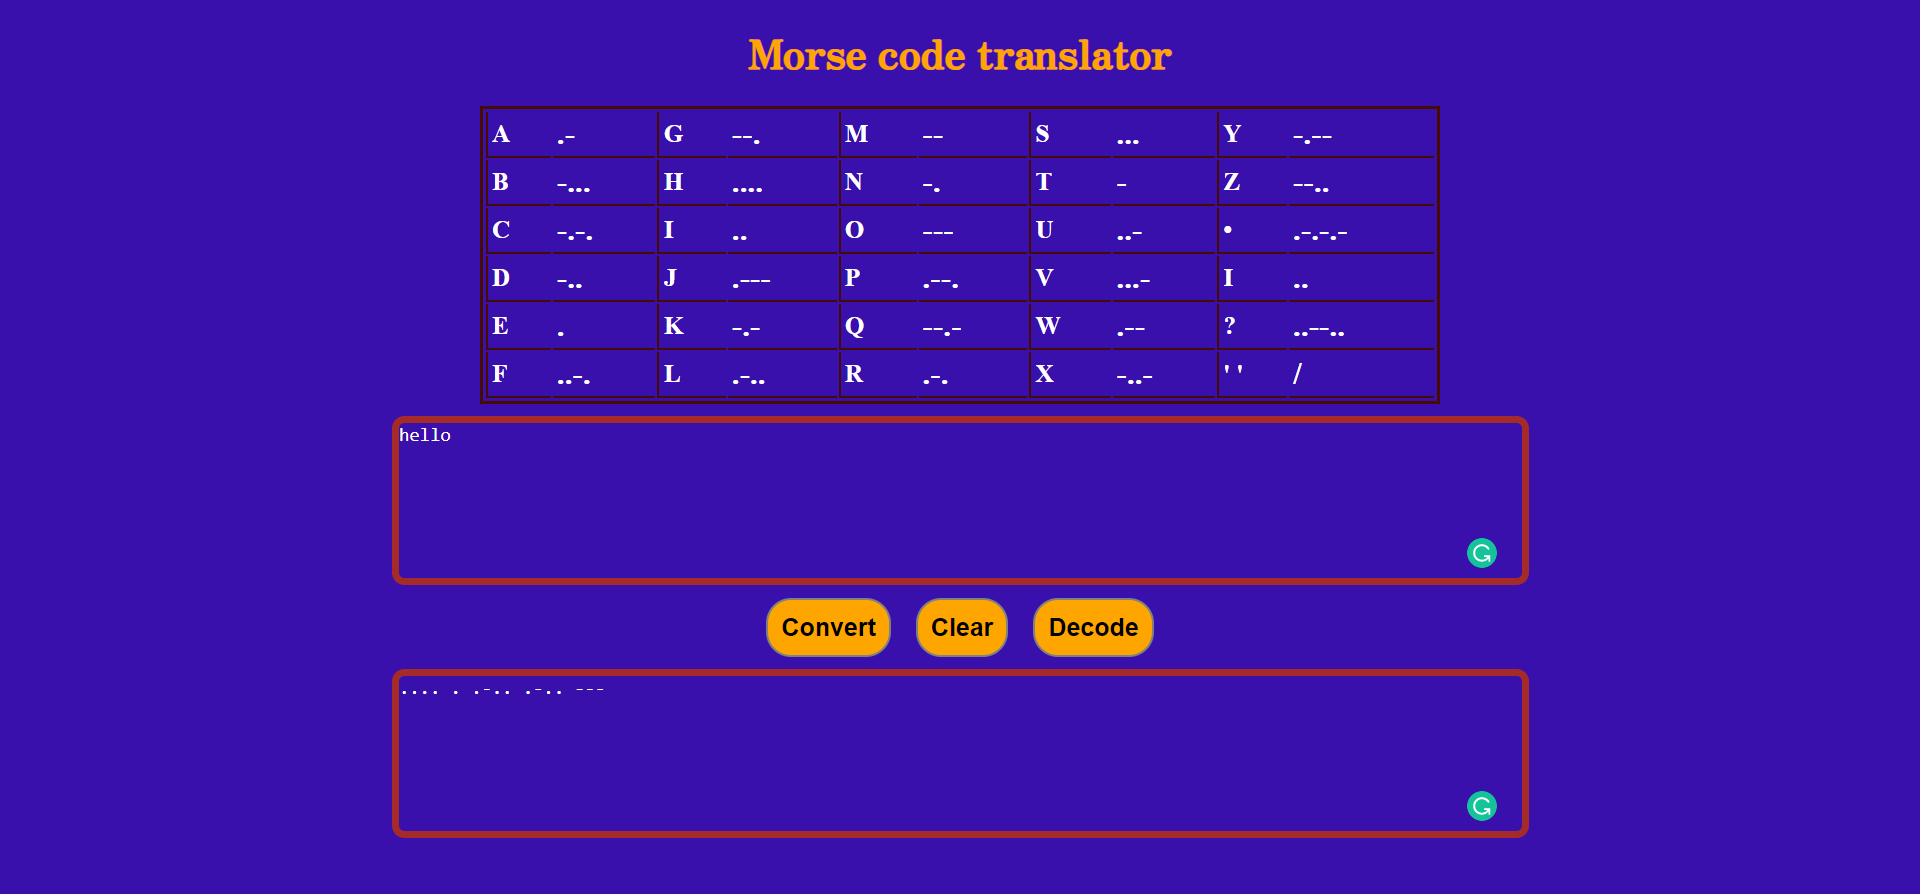 Morse code translator
A .- G --. M -- S ... Y -.--
B -... H .... N -. T - Z --..
C -.-. I .. O --- U ..- • .-.-.-
D -.. J .--- P .--. V ...- I ..
E . K -.- Q --.- W .-- ? ..--..
F ..-. L .-.. R .-. X -..- ' ' /
hello
Convert Clear Decode
.... . .-.. .-.. ---